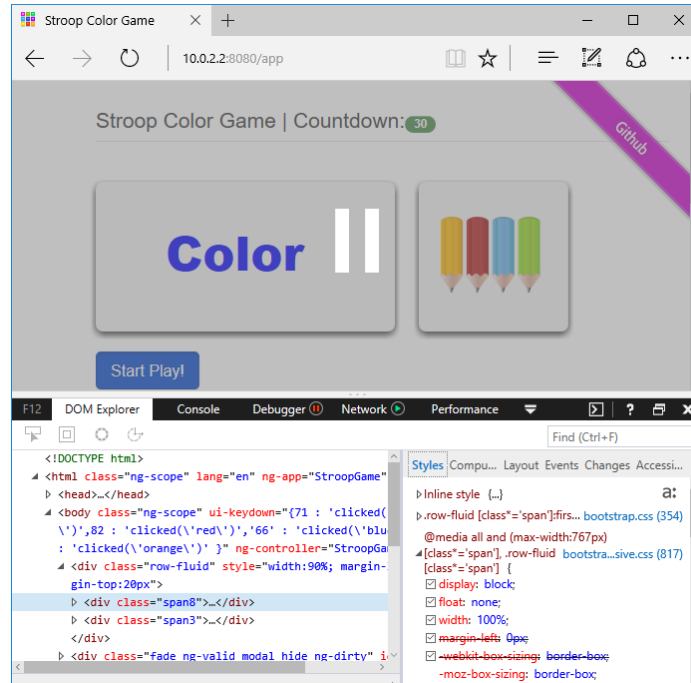 Stroop Color Game
10.0.2.2:8080/app
Stroop Color Game | Countdown: 30
Github
Color
Start Play!
F12 DOM Explorer Console Debugger Network Performance ?
Find (Ctrl+F)
<!DOCTYPE html>
<html class="ng-scope" lang="en" ng-app="StroopGame"
<head>…</head>
<body class="ng-scope" ui-keydown="{71 : 'clicked(
\')',82 : 'clicked(\'red\')','66' : 'clicked(\'blu
: 'clicked(\'orange\')' }" ng-controller="StroopGa
<div class="row-fluid" style="width:90%; margin-
gin-top:20px">
<div class="span8">…</div>
<div class="span3">…</div>
</div>
<div class="fade ng-valid modal hide ng-dirty" i
Styles Compu... Layout Events Changes Accessi...
Inline style {…} a:
.row-fluid [class*='span']:firs... bootstrap.css (354)
@media all and (max-width:767px)
[class*='span'], .row-fluid bootstra...sive.css (817)
[class*='span'] {
display: block;
float: none;
width: 100%;
margin-left: 0px;
-webkit-box-sizing: border-box;
-moz-box-sizing: border-box;